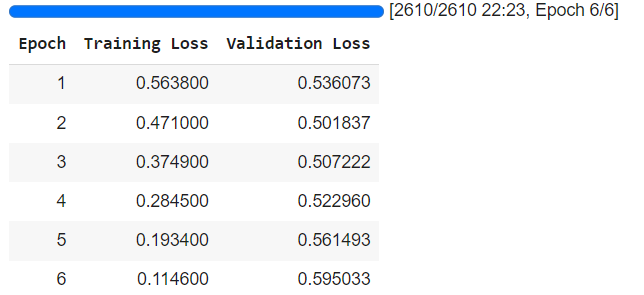 [2610/2610 22:23, Epoch 6/6]
Epoch Training Loss Validation Loss
1 0.563800 0.536073
2 0.471000 0.501837
3 0.374900 0.507222
4 0.284500 0.522960
5 0.193400 0.561493
6 0.114600 0.595033